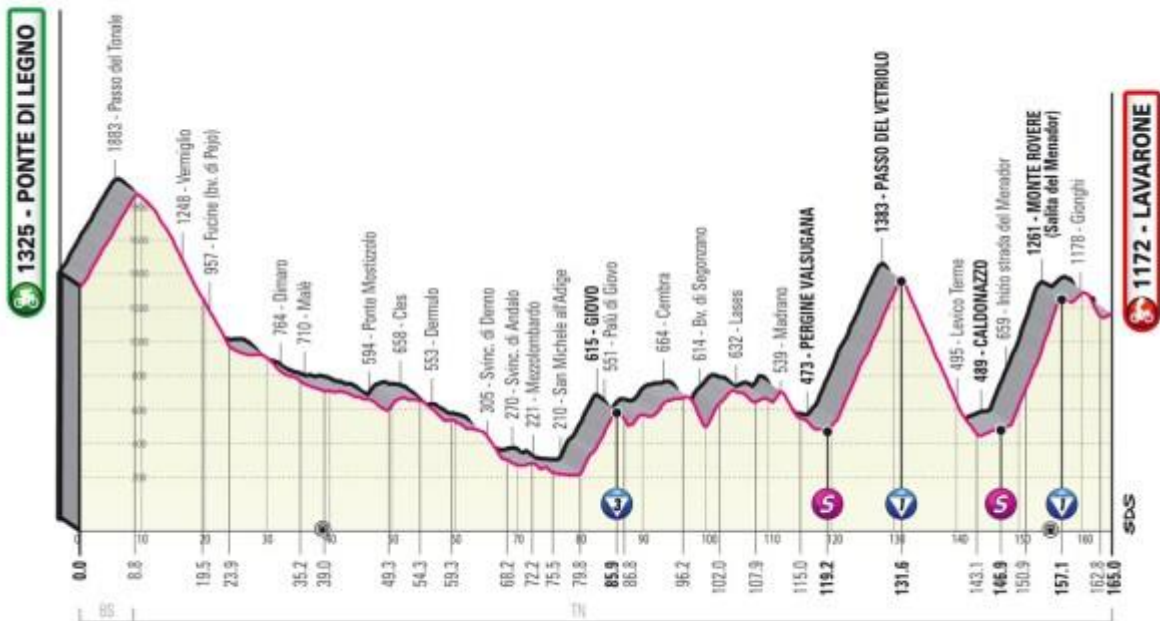 1325 - PONTE DI LEGNO
1883 - Passo del Tonale
1248 - Vermiglio
957 - Fucine (bv. di Pejo)
764 - Dimaro
710 - Malè
594 - Ponte Mostizzolo
658 - Cles
553 - Dermulo
305 - Svinc. di Denno
270 - Svinc. di Andalo
221 - Mezzolombardo
210 - San Michele all'Adige
615 - GIOVO
551 - Palù di Giovo
664 - Cembra
614 - Bv. di Segonzano
632 - Lases
539 - Madrano
473 - PERGINE VALSUGANA
1383 - PASSO DEL VETRIOLO
495 - Levico Terme
489 - CALDONAZZO
659 - Inizio strada del Menador
1261 - MONTE ROVERE
(Salita del Menador)
1178 - Gionghi
1172 - LAVARONE
3
S
1
S
1
SDS
0 10 20 30 40 50 60 70 80 90 100 110 120 130 140 150 160
0.0
8.8
19.5
23.9
35.2
39.0
49.3
54.3
59.3
68.2
72.2
75.5
79.8
85.9
86.8
96.2
102.0
107.9
115.0
119.2
131.6
143.1
146.9
150.9
157.1
162.8
165.0
BS
TN